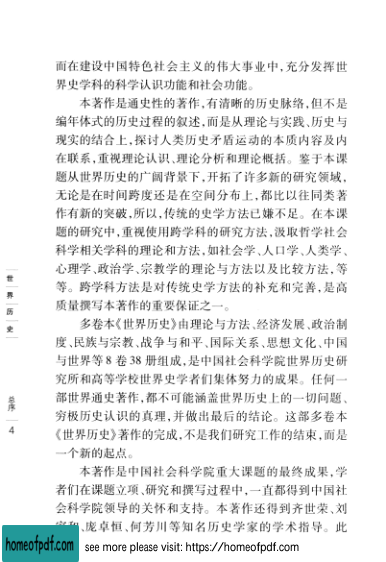 而在建设中国特色社会主义的伟大事业中,充分发挥世
界史学科的科学认识功能和社会功能。
本著作是通史性的著作,有清晰的历史脉络,但不是
编年体式的历史过程的叙述,而是从理论与实践、历史与
现实的结合上,探讨人类历史矛盾运动的本质内容及内
在联系,重视理论认识、理论分析和理论概括。鉴于本课
题从世界历史的广阔背景下,开拓了许多新的研究领域,
无论是在时间跨度还是在空间分布上,都比以往同类著
作有新的突破,所以,传统的史学方法已嫌不足。在本课
题的研究中,重视使用跨学科的研究方法,汲取哲学社会
科学相关学科的理论和方法,如社会学、人口学、人类学、
心理学、政治学、宗教学的理论与方法以及比较方法,等
等。跨学科方法是对传统史学方法的补充和完善,是高
质量撰写本著作的重要保证之一。
多卷本《世界历史》由理论与方法、经济发展、政治制
度、民族与宗教、战争与和平、国际关系、思想文化、中国
与世界等 8 卷 38 册组成,是中国社会科学院世界历史研
究所和高等学校世界史学者们集体努力的成果。任何一
部世界通史著作,都不可能涵盖世界历史上的一切问题、
穷极历史认识的真理,并做出最后的结论。这部多卷本
《世界历史》著作的完成,不是我们研究工作的结束,而是
一个新的起点。
本著作是中国社会科学院重大课题的最终成果,学
者们在课题立项、研究和撰写过程中,一直都得到中国社
会科学院领导的关怀和支持。本著作还得到齐世荣、刘
和、庞卓恒、何芳川等知名历史学家的学术指导。此
世界历史
总序
4
homeofpdf.com
see more please visit: https://homeofpdf.com